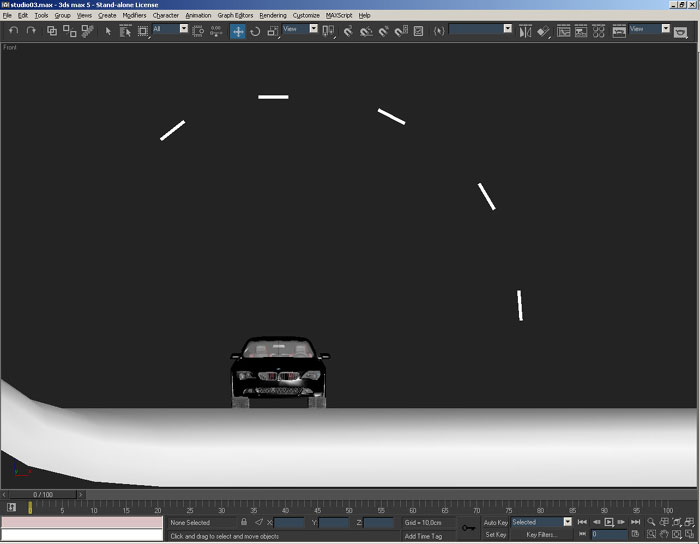 studio03.max - 3ds max 5 - Stand-alone License
File Edit Tools Group Views Create Modifiers Character Animation Graph Editors Rendering Customize MAXScript Help
All View View
Front
0 / 100
0 5 10 15 20 25 30 35 40 45 50 55 60 65 70 75 80 85 90 95 100
None Selected X: Y: Z: Grid = 10,0cm Auto Key Selected
Click and drag to select and move objects Add Time Tag Set Key Key Filters... 0